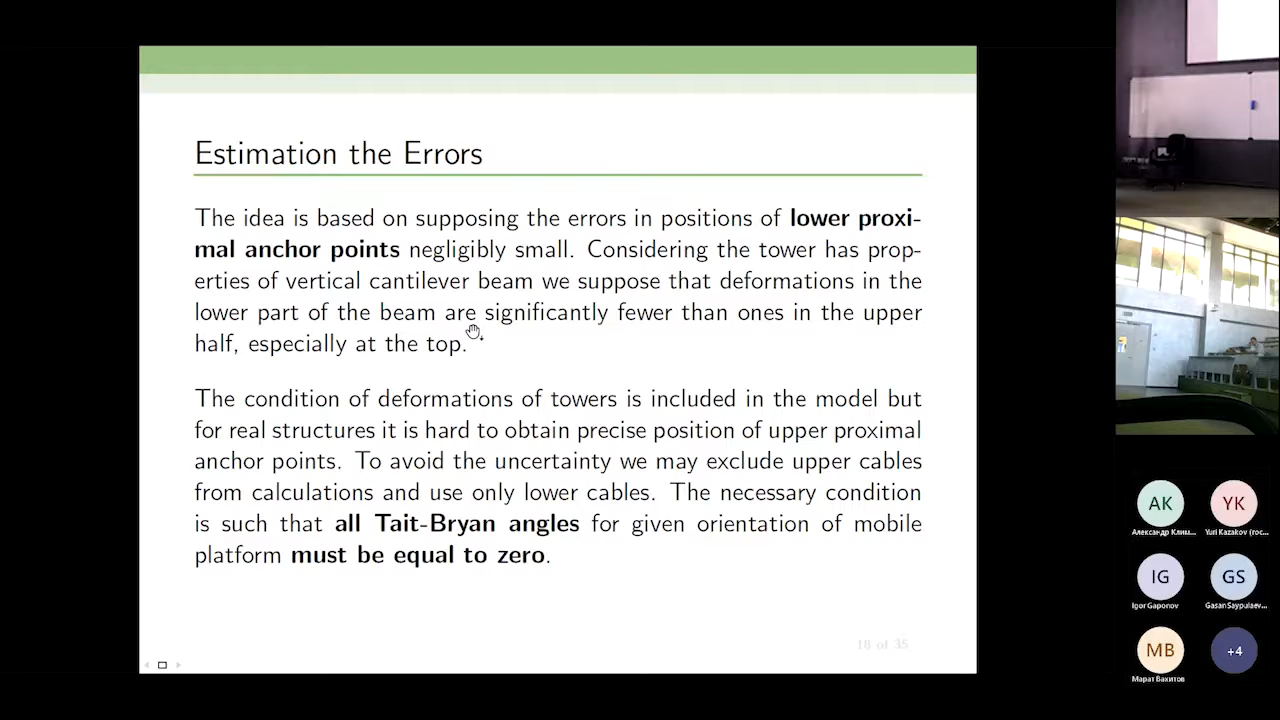 Estimation the Errors
The idea is based on supposing the errors in positions of lower proxi-
mal anchor points negligibly small. Considering the tower has prop-
erties of vertical cantilever beam we suppose that deformations in the
lower part of the beam are significantly fewer than ones in the upper
half, especially at the top.
The condition of deformations of towers is included in the model but
for real structures it is hard to obtain precise position of upper proximal
anchor points. To avoid the uncertainty we may exclude upper cables
from calculations and use only lower cables. The necessary condition
is such that all Tait-Bryan angles for given orientation of mobile
platform must be equal to zero.
18 of 35
AK
YK
Александр Клим...
Yuri Kazakov (гос...
IG
GS
Igor Gaponov
Gasan Saypulaev...
MB
+4
Марат Вахитов